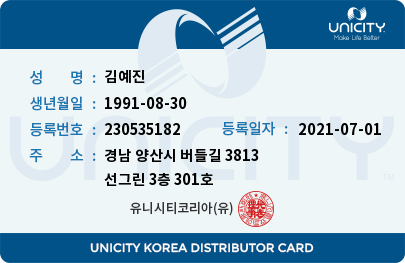 UNICITY
Make Life Better
성 명 : 김예진
생년월일 : 1991-08-30
등록번호 : 230535182 등록일자 : 2021-07-01
주 소 : 경남 양산시 버들길 3813
선그린 3층 301호
UNICITY
TM
유니시티코리아(유)
UNICITY KOREA DISTRIBUTOR CARD